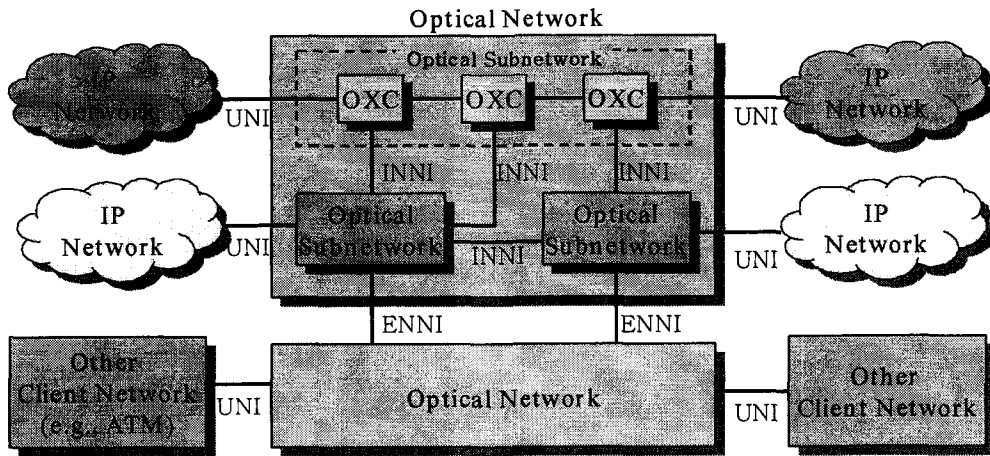 Optical Network
Optical Subnetwork
IP
Network
OXC
OXC
OXC
IP
Network
UNI
UNI
INNI
INNI
INNI
IP
Network
Optical
Subnetwork
Optical
Subnetwork
IP
Network
UNI
INNI
UNI
ENNI
ENNI
Other
Client Network
(e.g., ATM)
Optical Network
Other
Client Network
UNI
UNI